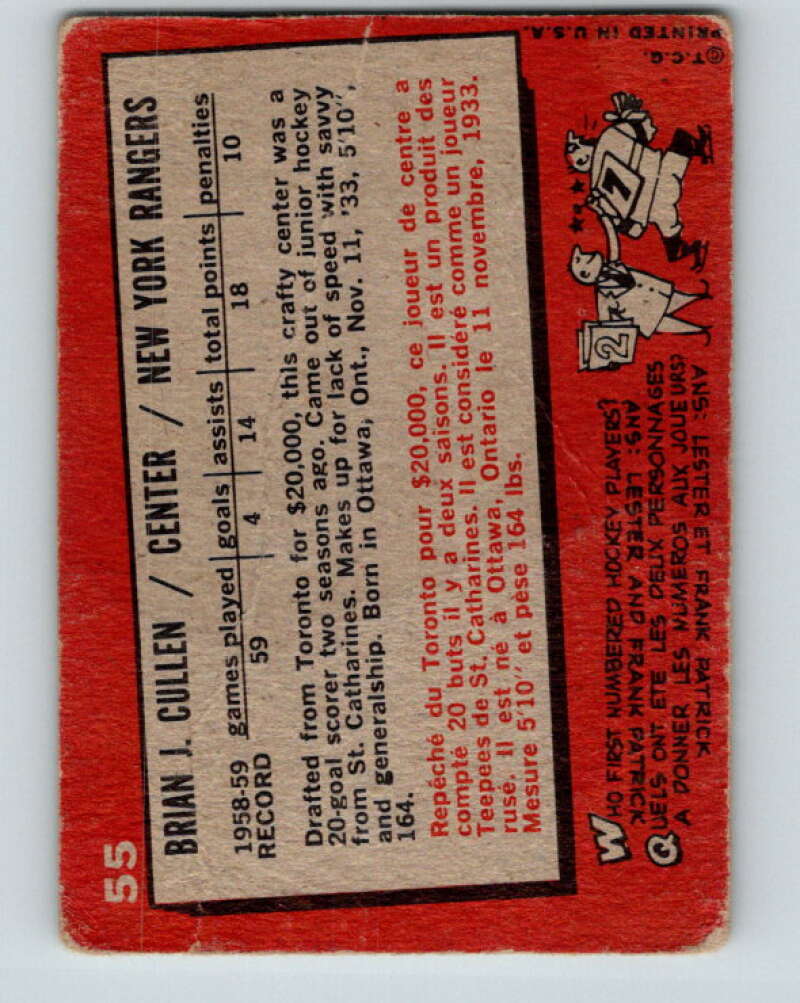 55
BRIAN J. CULLEN / CENTER / NEW YORK RANGERS
1958-59 games played goals assists total points penalties
RECORD 59 4 14 18 10
Drafted from Toronto for $20,000, this crafty center was a
20-goal scorer two seasons ago. Came out of junior hockey
from St. Catharines. Makes up for lack of speed with savvy
and generalship. Born in Ottawa, Ont., Nov. 11, '33, 5'10",
164.
Repéché du Toronto pour $20,000, ce joueur de centre a
compté 20 buts il y a deux saisons. Il est un produit des
Teepees de St. Catharines. Il est considéré comme un joueur
rusé. Il est né à Ottawa, Ontario le 11 novembre, 1933.
Mesure 5'10" et pèse 164 lbs.
WHO FIRST NUMBERED HOCKEY PLAYERS?
ANS: LESTER AND FRANK PATRICK
QUELS ONT ETE LES DEUX PERSONNAGES
A DONNER LES NUMEROS AUX JOUEURS?
ANS: LESTER ET FRANK PATRICK
2
7
© T.C.G.
PRINTED IN U.S.A.